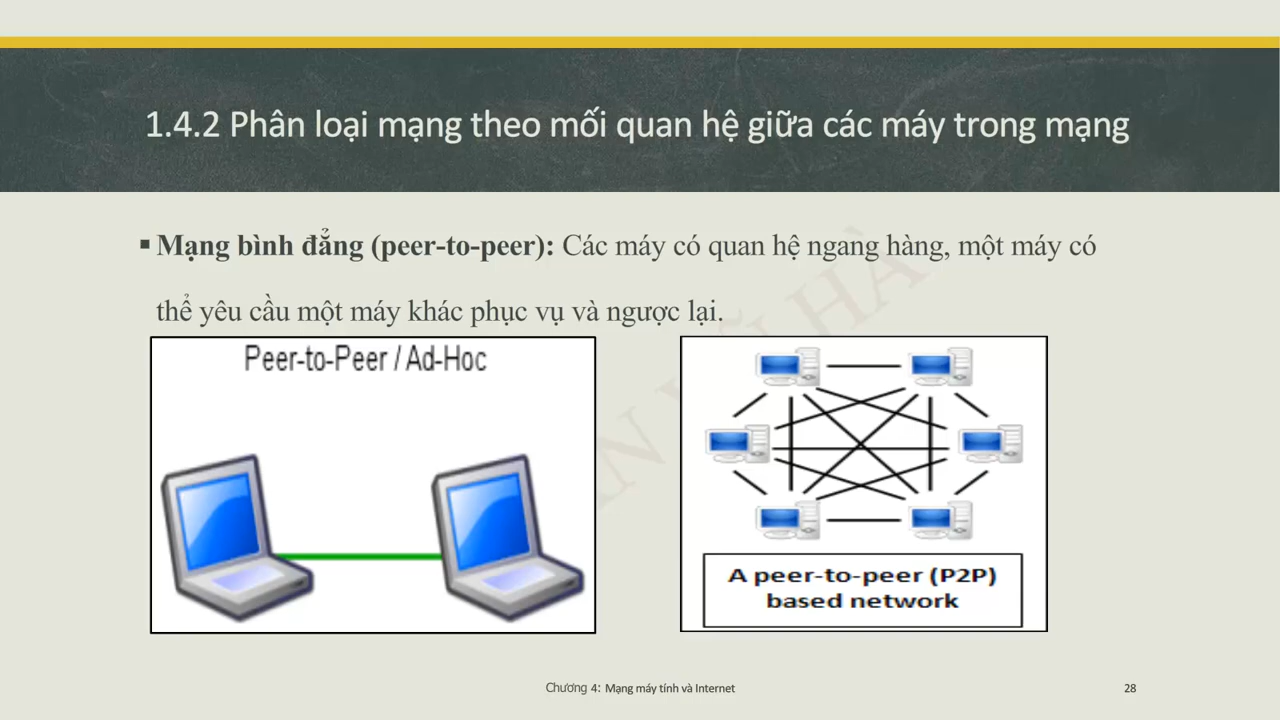 1.4.2 Phân loại mạng theo mối quan hệ giữa các máy trong mạng
▪ Mạng bình đẳng (peer-to-peer): Các máy có quan hệ ngang hàng, một máy có
thể yêu cầu một máy khác phục vụ và ngược lại.
Peer-to-Peer / Ad-Hoc
A peer-to-peer (P2P)
based network
Chương 4: Mạng máy tính và Internet
28